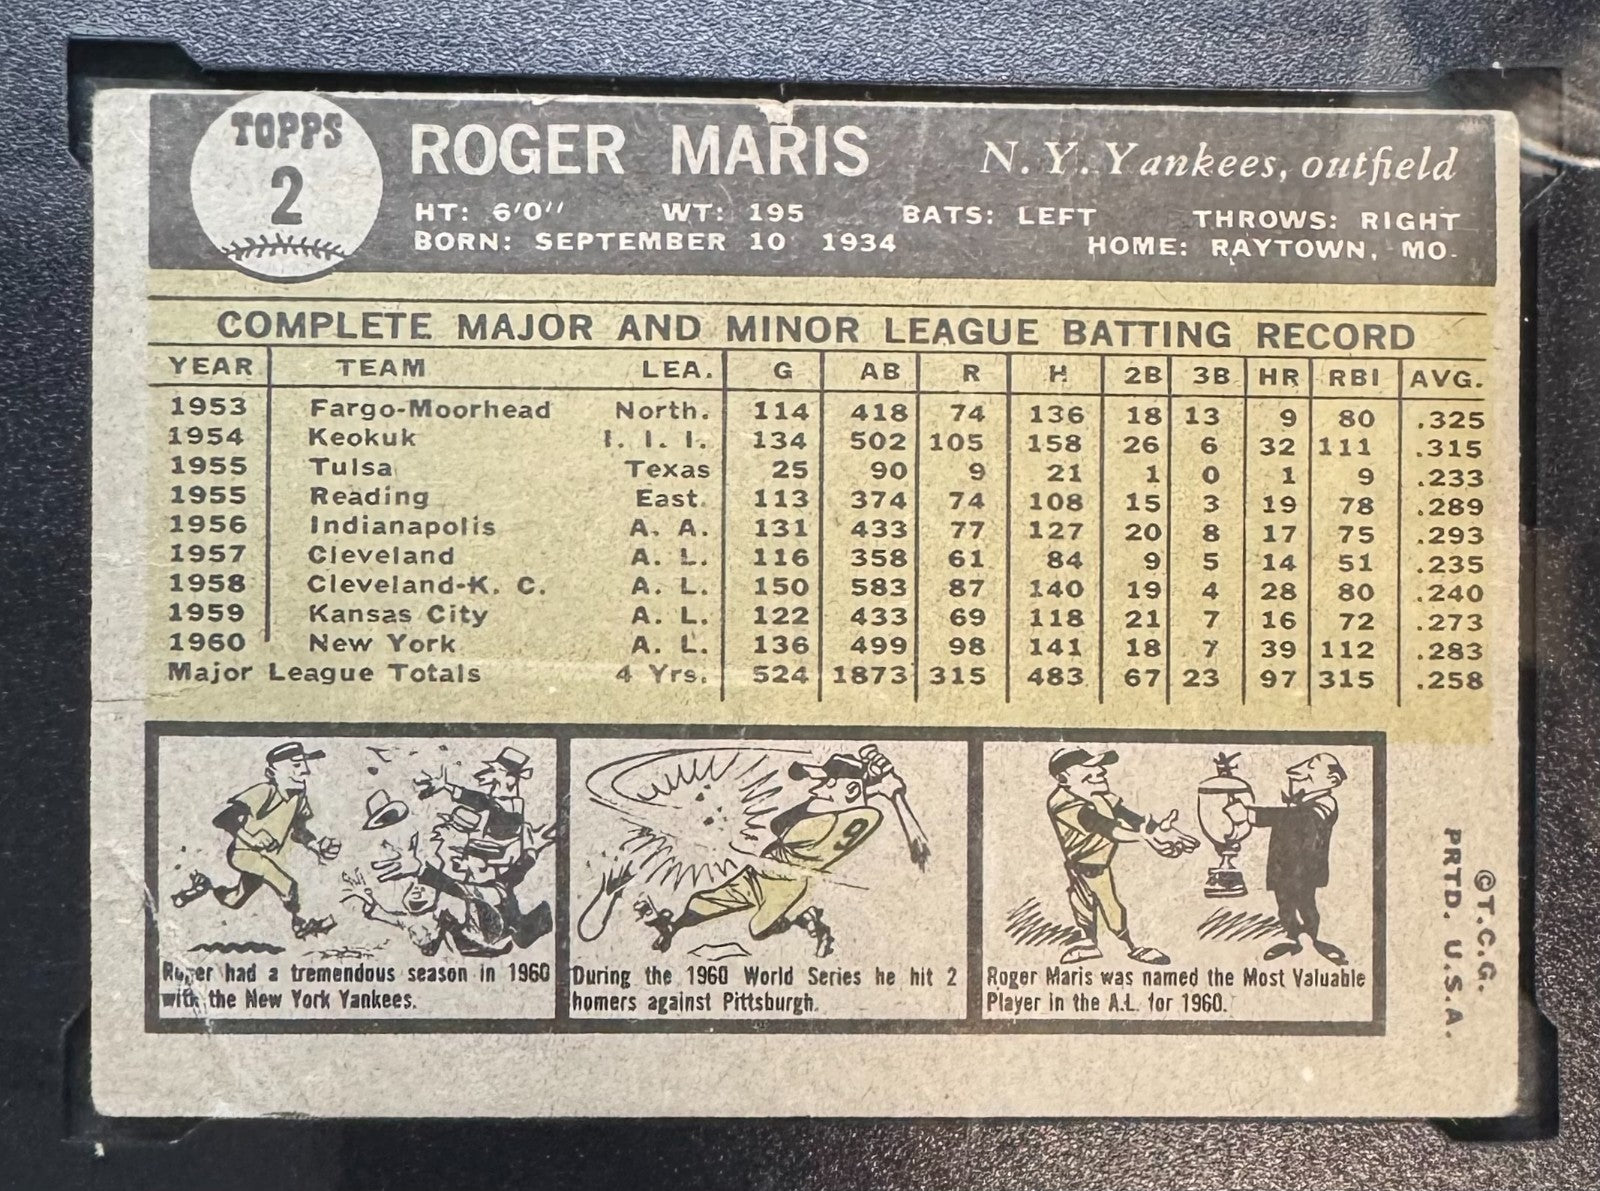 TOPPS
2
ROGER MARIS N. Y. Yankees, outfield
HT: 6'0" WT: 195 BATS: LEFT THROWS: RIGHT
BORN: SEPTEMBER 10 1934 HOME: RAYTOWN, MO.
COMPLETE MAJOR AND MINOR LEAGUE BATTING RECORD
YEAR TEAM LEA. G AB R H 2B 3B HR RBI AVG.
1953 Fargo-Moorhead North. 114 418 74 136 18 13 9 80 .325
1954 Keokuk I. I. I. 134 502 105 158 26 6 32 111 .315
1955 Tulsa Texas 25 90 9 21 1 0 1 9 .233
1955 Reading East. 113 374 74 108 15 3 19 78 .289
1956 Indianapolis A. A. 131 433 77 127 20 8 17 75 .293
1957 Cleveland A. L. 116 358 61 84 9 5 14 51 .235
1958 Cleveland-K. C. A. L. 150 583 87 140 19 4 28 80 .240
1959 Kansas City A. L. 122 433 69 118 21 7 16 72 .273
1960 New York A. L. 136 499 98 141 18 7 39 112 .283
Major League Totals 4 Yrs. 524 1873 315 483 67 23 97 315 .258
9
Roger had a tremendous season in 1960
with the New York Yankees.
During the 1960 World Series he hit 2
homers against Pittsburgh.
Roger Maris was named the Most Valuable
Player in the A.L. for 1960.
©T.C.G.
PRTD. U.S.A.